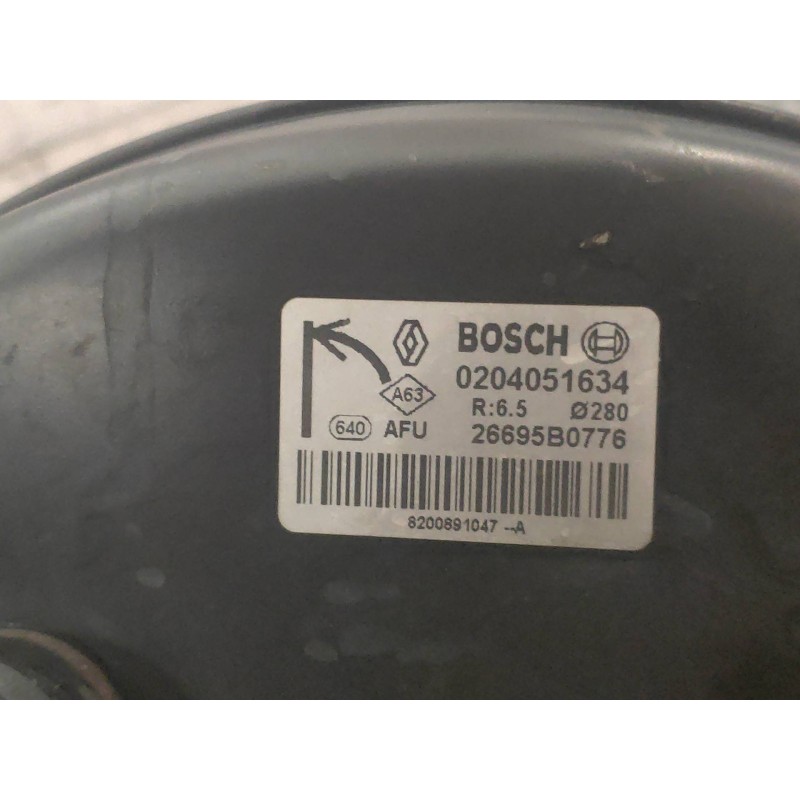 BOSCH
0204051634
A63
R:6.5 Ø280
640 AFU 26695B0776
8200891047 --A